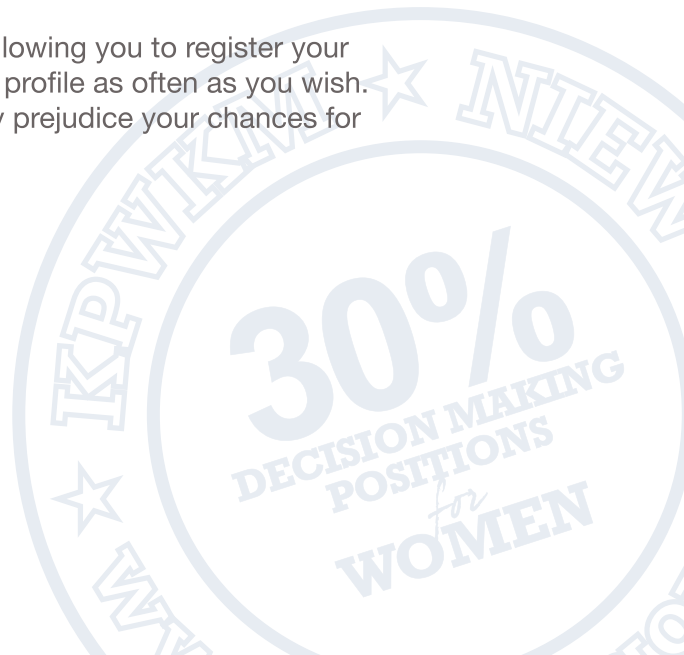 lowing you to register your
profile as often as you wish.
prejudice your chances for
KPWKM ☆ NIEW
30%
DECISION MAKING
POSITIONS
for
WOMEN